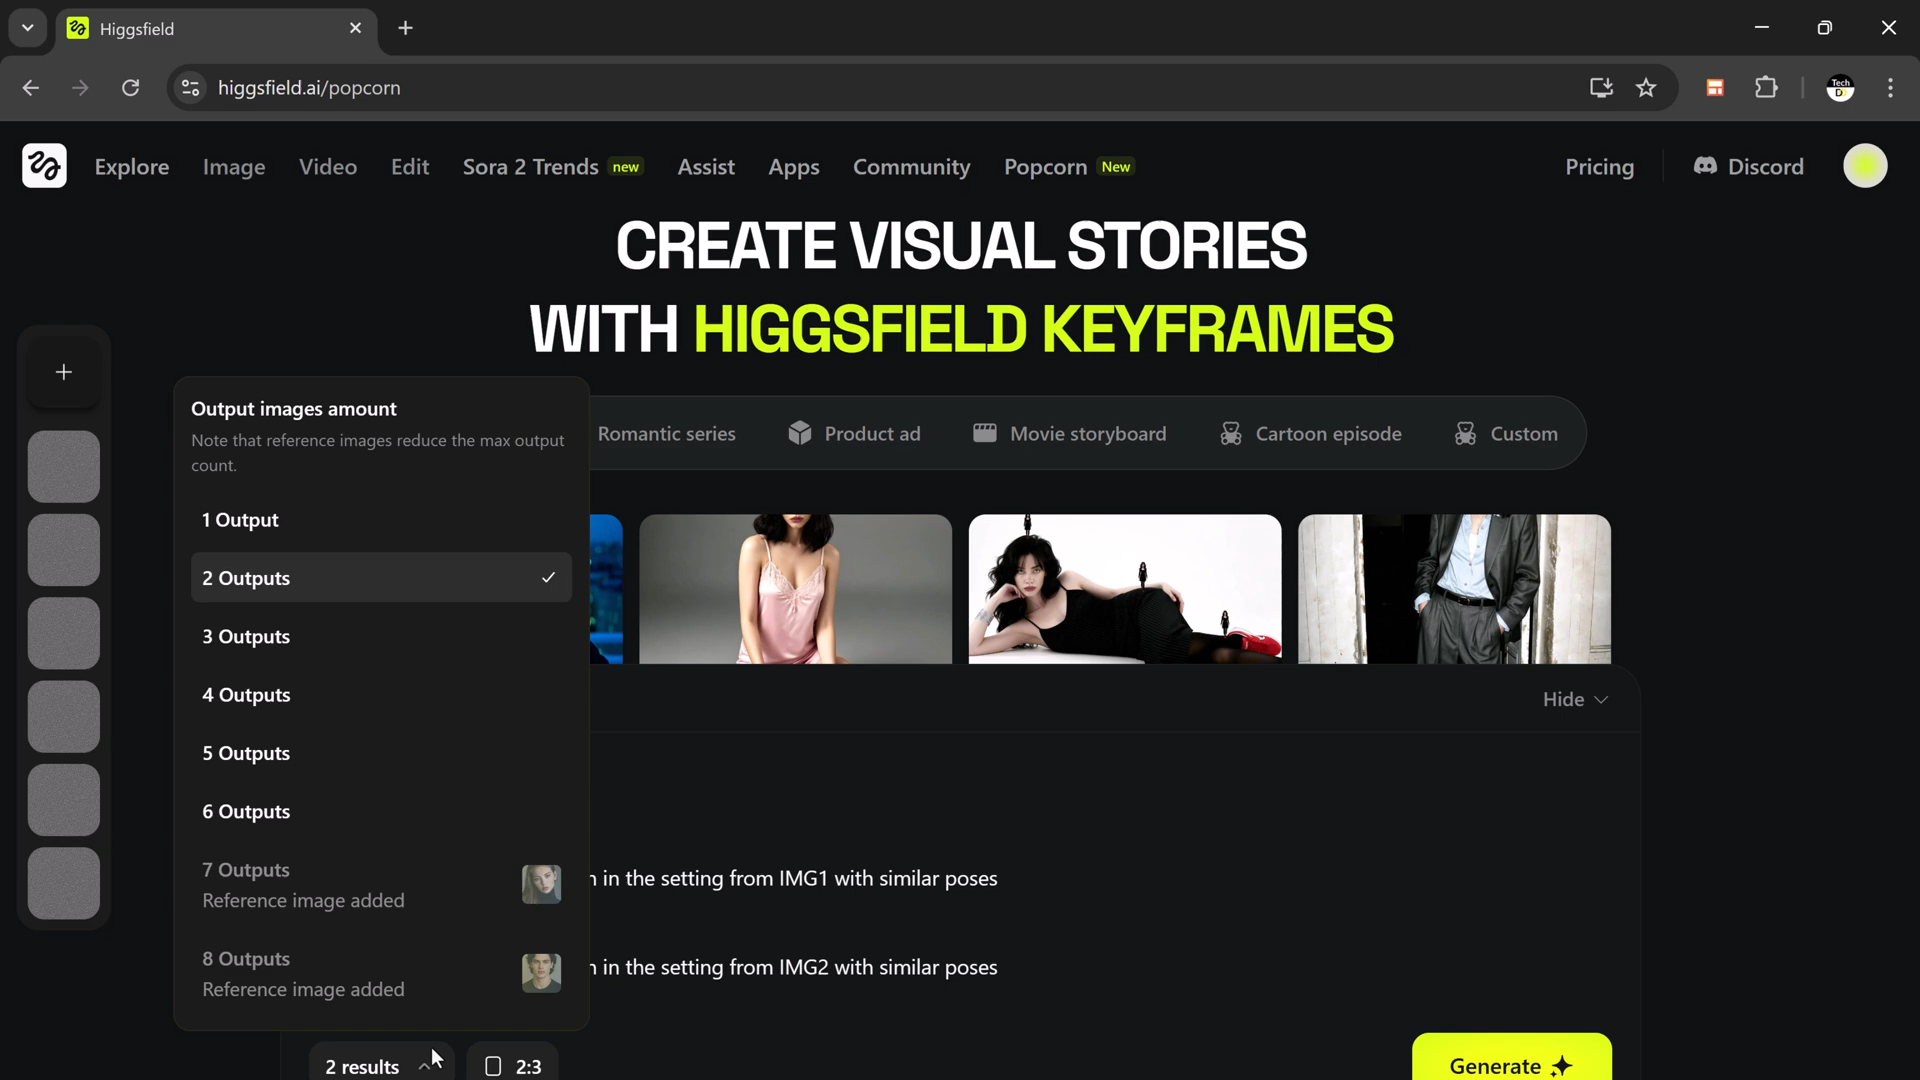 Higgsfield
higgsfield.ai/popcorn
Tech
D
Explore
Image
Video
Edit
Sora 2 Trends new
Assist
Apps
Community
Popcorn New
Pricing
Discord
CREATE VISUAL STORIES
WITH HIGGSFIELD KEYFRAMES
Output images amount
Note that reference images reduce the max output
count.
1 Output
2 Outputs
3 Outputs
4 Outputs
5 Outputs
6 Outputs
7 Outputs
Reference image added
8 Outputs
Reference image added
Romantic series
Product ad
Movie storyboard
Cartoon episode
Custom
Hide
in the setting from IMG1 with similar poses
in the setting from IMG2 with similar poses
2 results
2:3
Generate